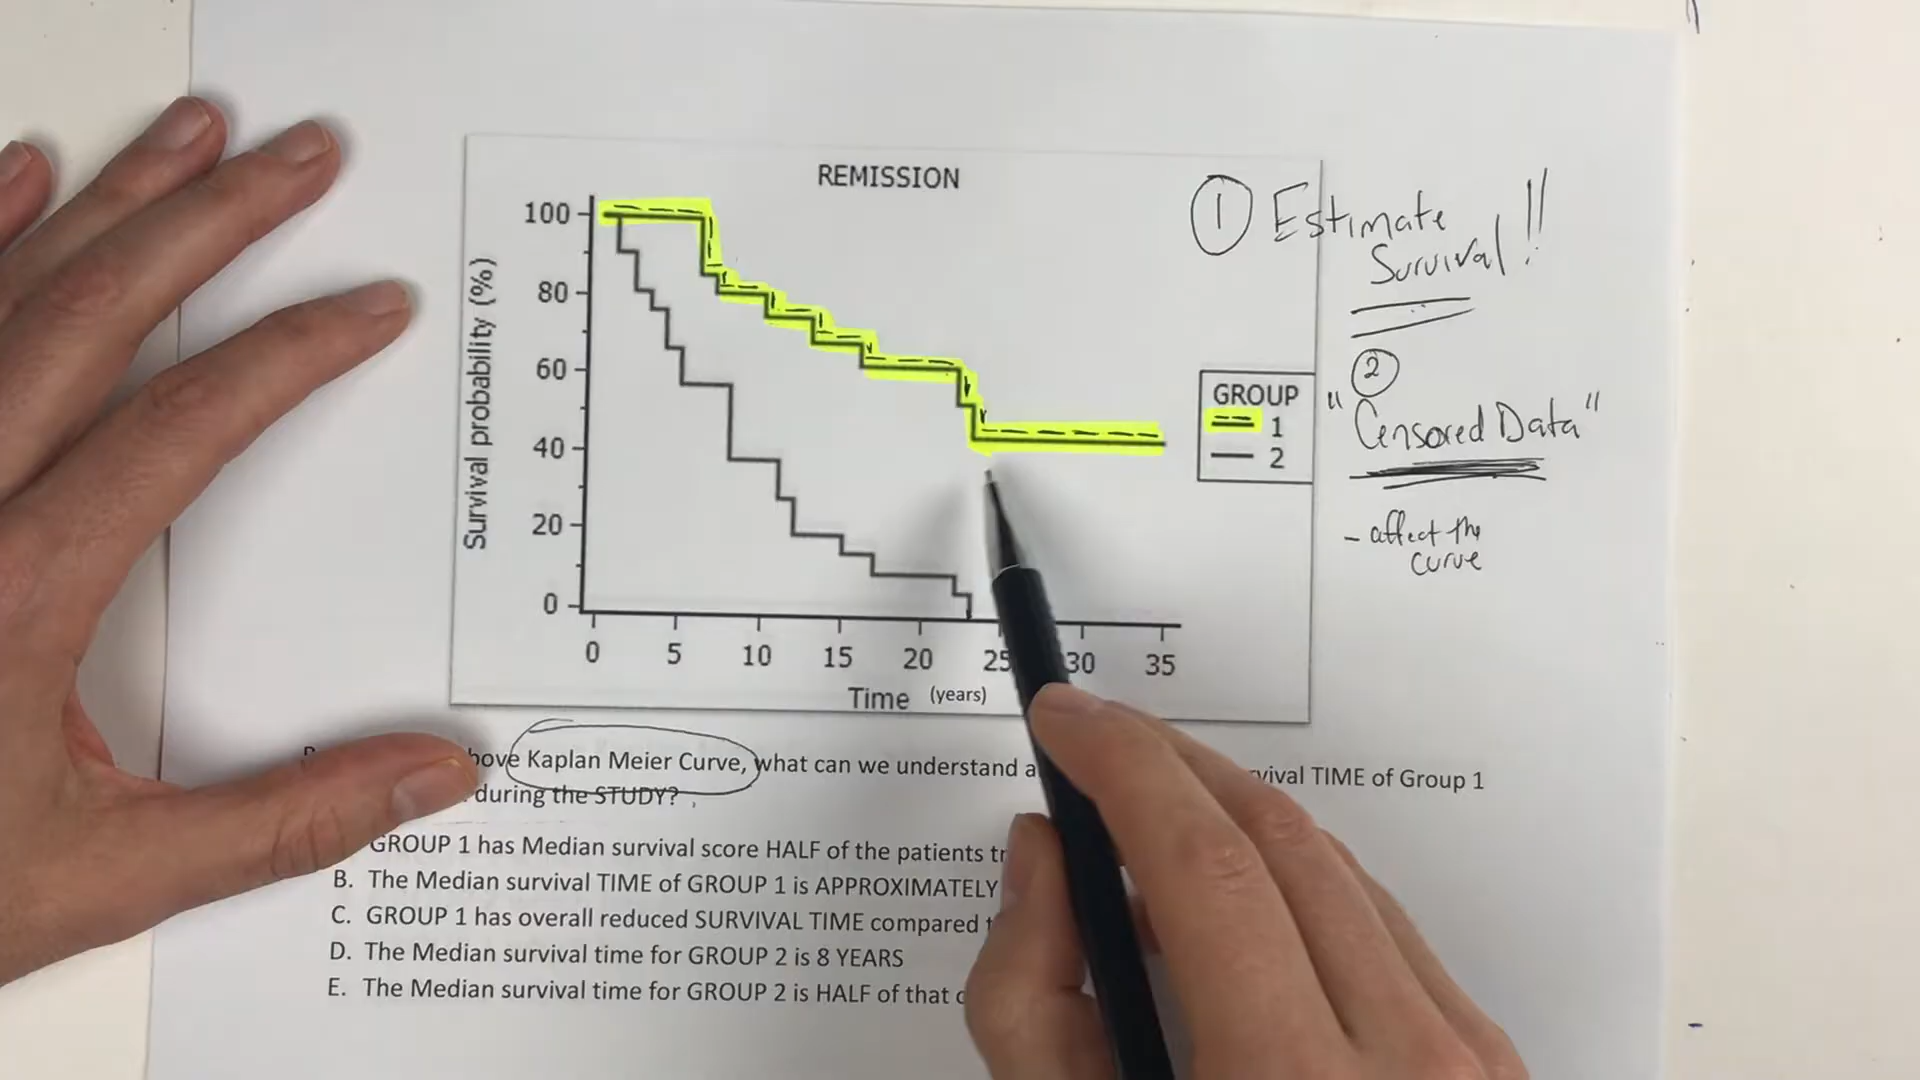 REMISSION
Survival probability (%)
100
80
60
40
20
0
0 5 10 15 20 25 30 35
Time (years)
GROUP
1
2
1 Estimate
Survival!!
2
"Censored Data"
- affect the
curve
Kaplan Meier Curve, what can we understand TIME of Group 1
during the STUDY?
GROUP 1 has Median survival score HALF of the patients
B. The Median survival TIME of GROUP 1 is APPROXIMATELY
C. GROUP 1 has overall reduced SURVIVAL TIME compared
D. The Median survival time for GROUP 2 is 8 YEARS
E. The Median survival time for GROUP 2 is HALF of that